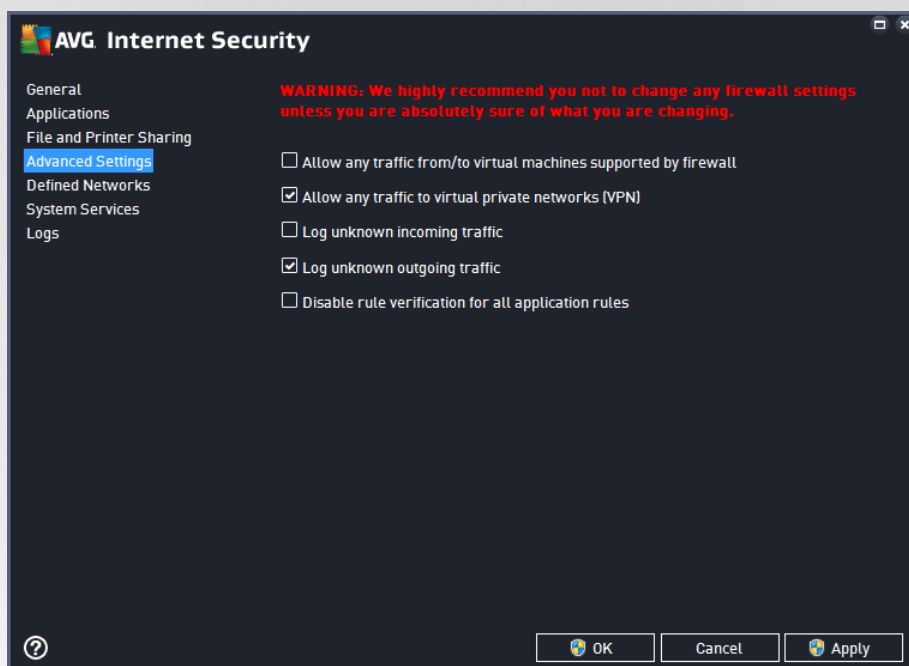 AVG Internet Security
General
Applications
File and Printer Sharing
Advanced Settings
Defined Networks
System Services
Logs
WARNING: We highly recommend you not to change any firewall settings
unless you are absolutely sure of what you are changing.
Allow any traffic from/to virtual machines supported by firewall
Allow any traffic to virtual private networks (VPN)
Log unknown incoming traffic
Log unknown outgoing traffic
Disable rule verification for all application rules
?
OK
Cancel
Apply